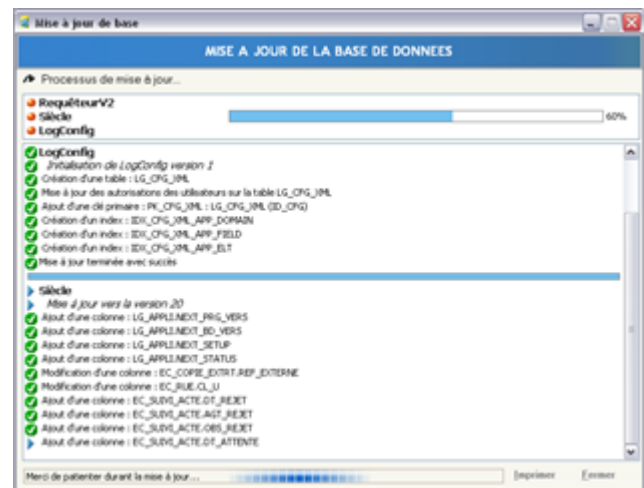 Mise à jour de base
MISE A JOUR DE LA BASE DE DONNEES
Processus de mise à jour...
RequêteurV2
Siècle
LogConfig
60%
LogConfig
Initialisation de LogConfig version 1
Création d'une table : LG_CFG_XML
Mise à jour des autorisations des utilisateurs sur la table LG_CFG_XML
Ajout d'une clé primaire : PK_CFG_XML : LG_CFG_XML (ID_CFG)
Création d'un index : IDX_CFG_XML_APP_DOMAIN
Création d'un index : IDX_CFG_XML_APP_FIELD
Création d'un index : IDX_CFG_XML_APP_ELT
Mise à jour terminée avec succès
Siècle
Mise à jour vers la version 20
Ajout d'une colonne : LG_APPLI.NEXT_PRG_VERS
Ajout d'une colonne : LG_APPLI.NEXT_BD_VERS
Ajout d'une colonne : LG_APPLI.NEXT_SETUP
Ajout d'une colonne : LG_APPLI.NEXT_STATUS
Modification d'une colonne : EC_COPIE_EXTRT.REF_EXTERNE
Modification d'une colonne : EC_RUE.CL_U
Ajout d'une colonne : EC_SUIVI_ACTE.DT_REJET
Ajout d'une colonne : EC_SUIVI_ACTE.AGT_REJET
Ajout d'une colonne : EC_SUIVI_ACTE.OBS_REJET
Ajout d'une colonne : EC_SUIVI_ACTE.DT_ATTENTE
Merci de patienter durant la mise à jour...
Imprimer
Fermer